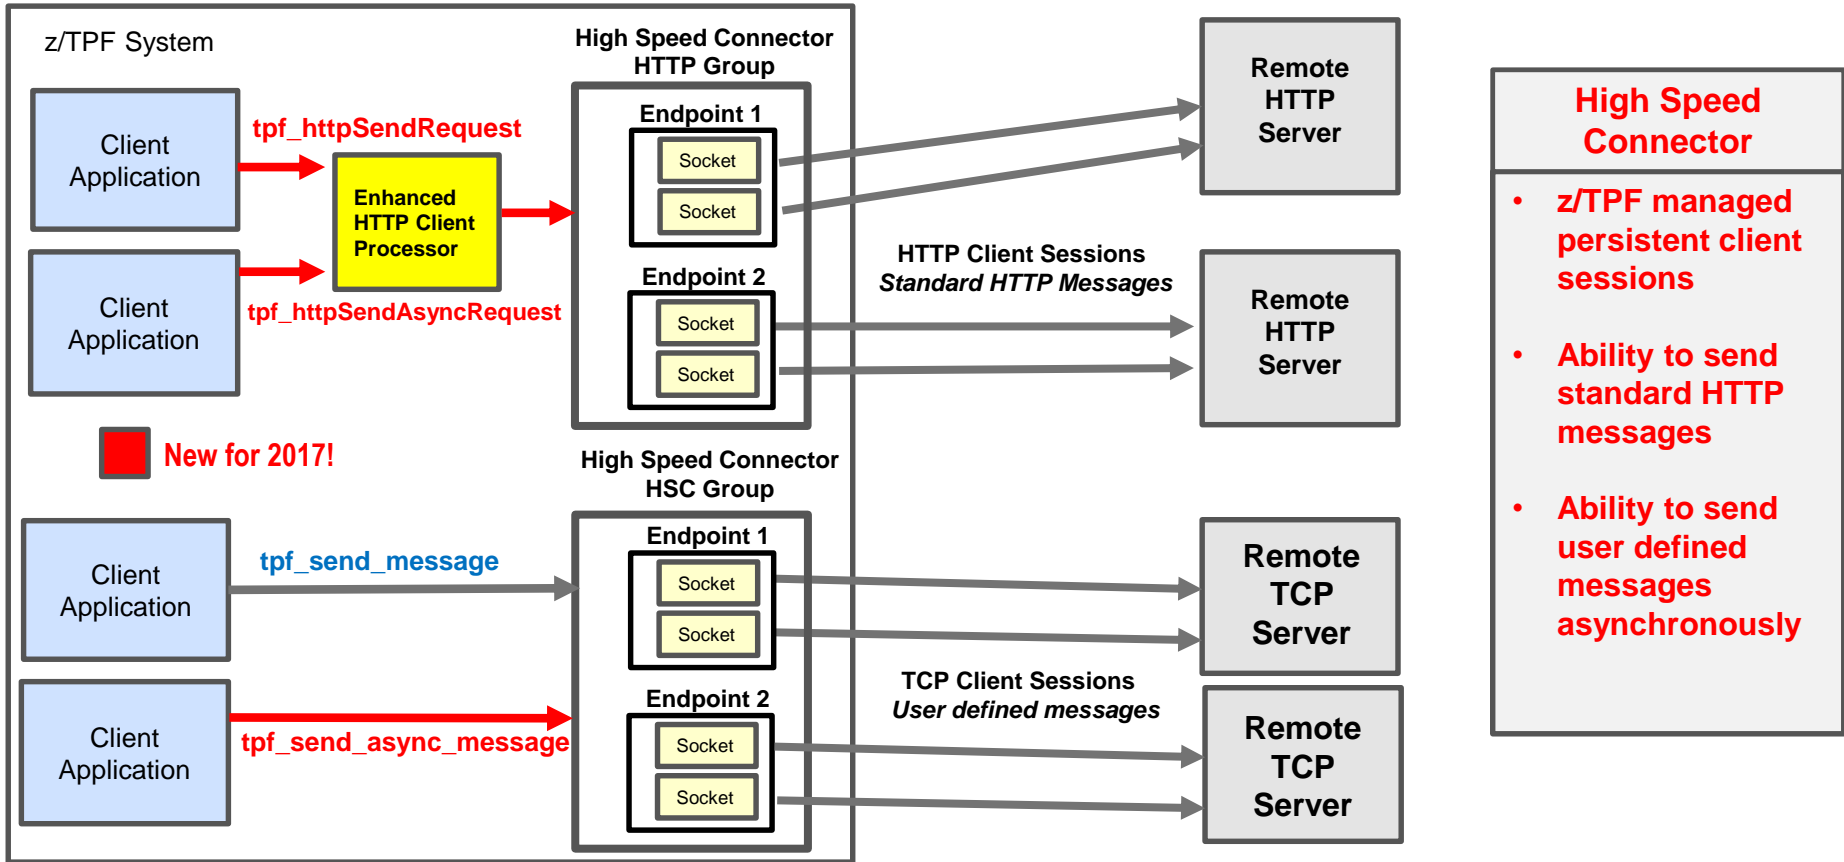 z/TPF System
High Speed Connector
HTTP Group
Client
Application
tpf_httpSendRequest
Enhanced
HTTP Client
Processor
Client
Application
tpf_httpSendAsyncRequest
Endpoint 1
Socket
Socket
Endpoint 2
Socket
Socket
Remote
HTTP
Server
HTTP Client Sessions
Standard HTTP Messages
Remote
HTTP
Server
New for 2017!
High Speed Connector
HSC Group
Client
Application
tpf_send_message
Client
Application
tpf_send_async_message
Endpoint 1
Socket
Socket
Endpoint 2
Socket
Socket
Remote
TCP
Server
TCP Client Sessions
User defined messages
Remote
TCP
Server
High Speed
Connector
• z/TPF managed
persistent client
sessions
• Ability to send
standard HTTP
messages
• Ability to send
user defined
messages
asynchronously